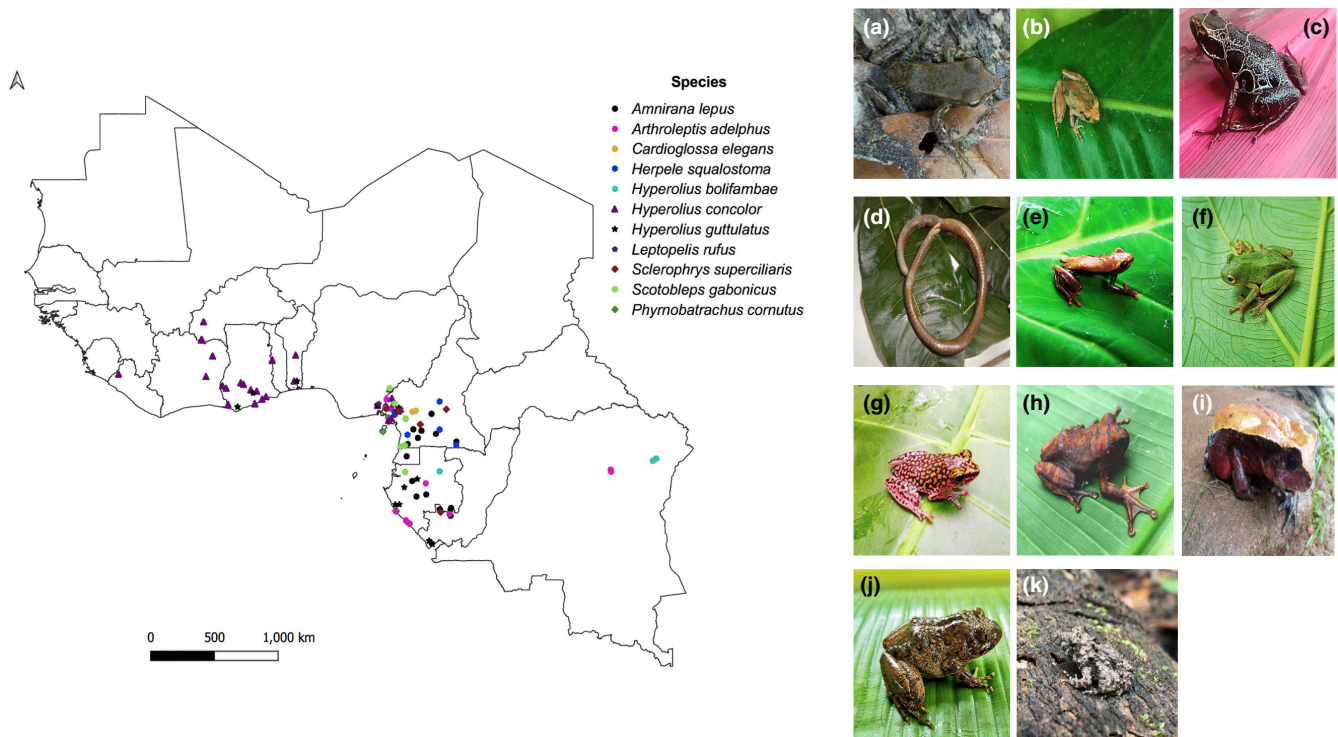 Species
Amnirana lepus
Arthroleptis adelphus
Cardioglossa elegans
Herpele squalostoma
Hyperolius bolifambae
Hyperolius concolor
Hyperolius guttulatus
Leptopelis rufus
Sclerophrys superciliaris
Scotobleps gabonicus
Phyrnobatrachus cornutus
0 500 1,000 km
(a) (b) (c)
(d) (e) (f)
(g) (h) (i)
(j) (k)